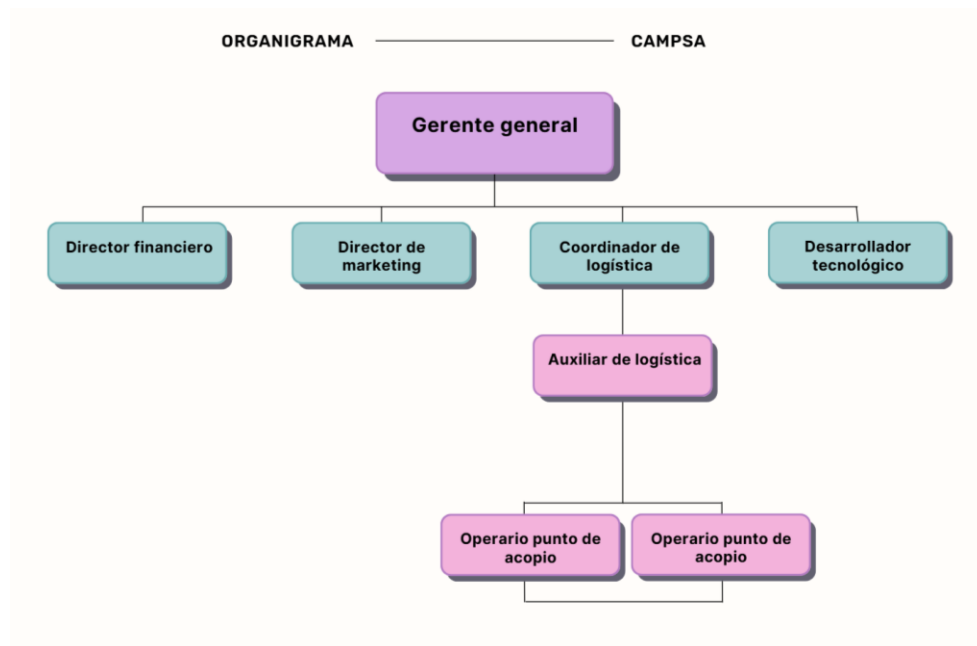 ORGANIGRAMA CAMPSA
Gerente general
Director financiero
Director de
marketing
Coordinador de
logística
Desarrollador
tecnológico
Auxiliar de logística
Operario punto de
acopio
Operario punto de
acopio